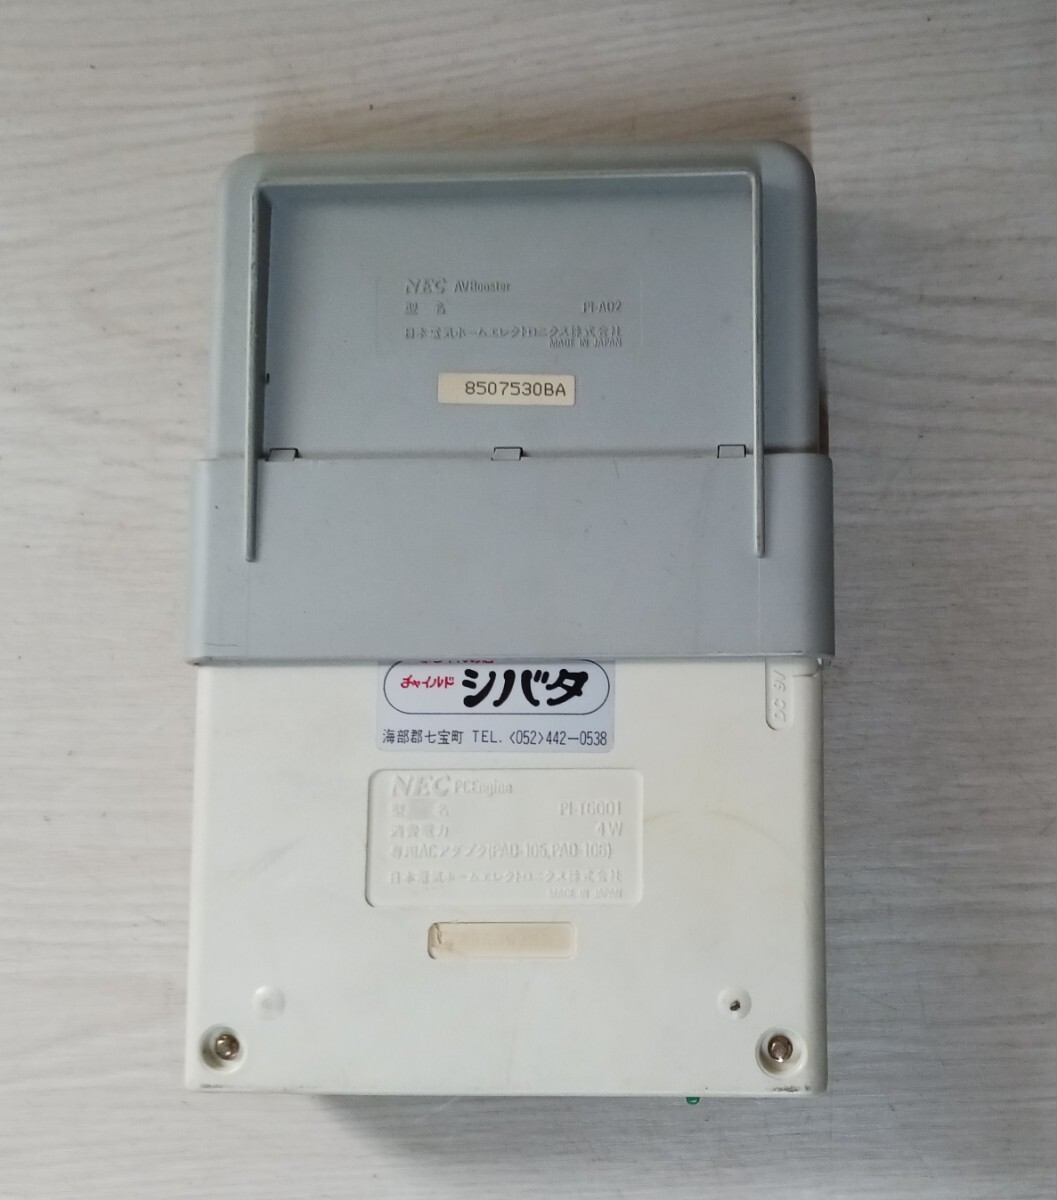 NEC AVBooster
型 名 PI-AD2
日本電気ホームエレクトロニクス株式会社
MADE IN JAPAN
8507530BA
チャイルド シバタ
海部郡七宝町 TEL.<052>442-0538
DC 9V
NEC PCEngine
型 名 PI-TG001
消費電力 4W
専用ACアダプタ(PAD-105,PAD-106)
日本電気ホームエレクトロニクス株式会社
MADE IN JAPAN